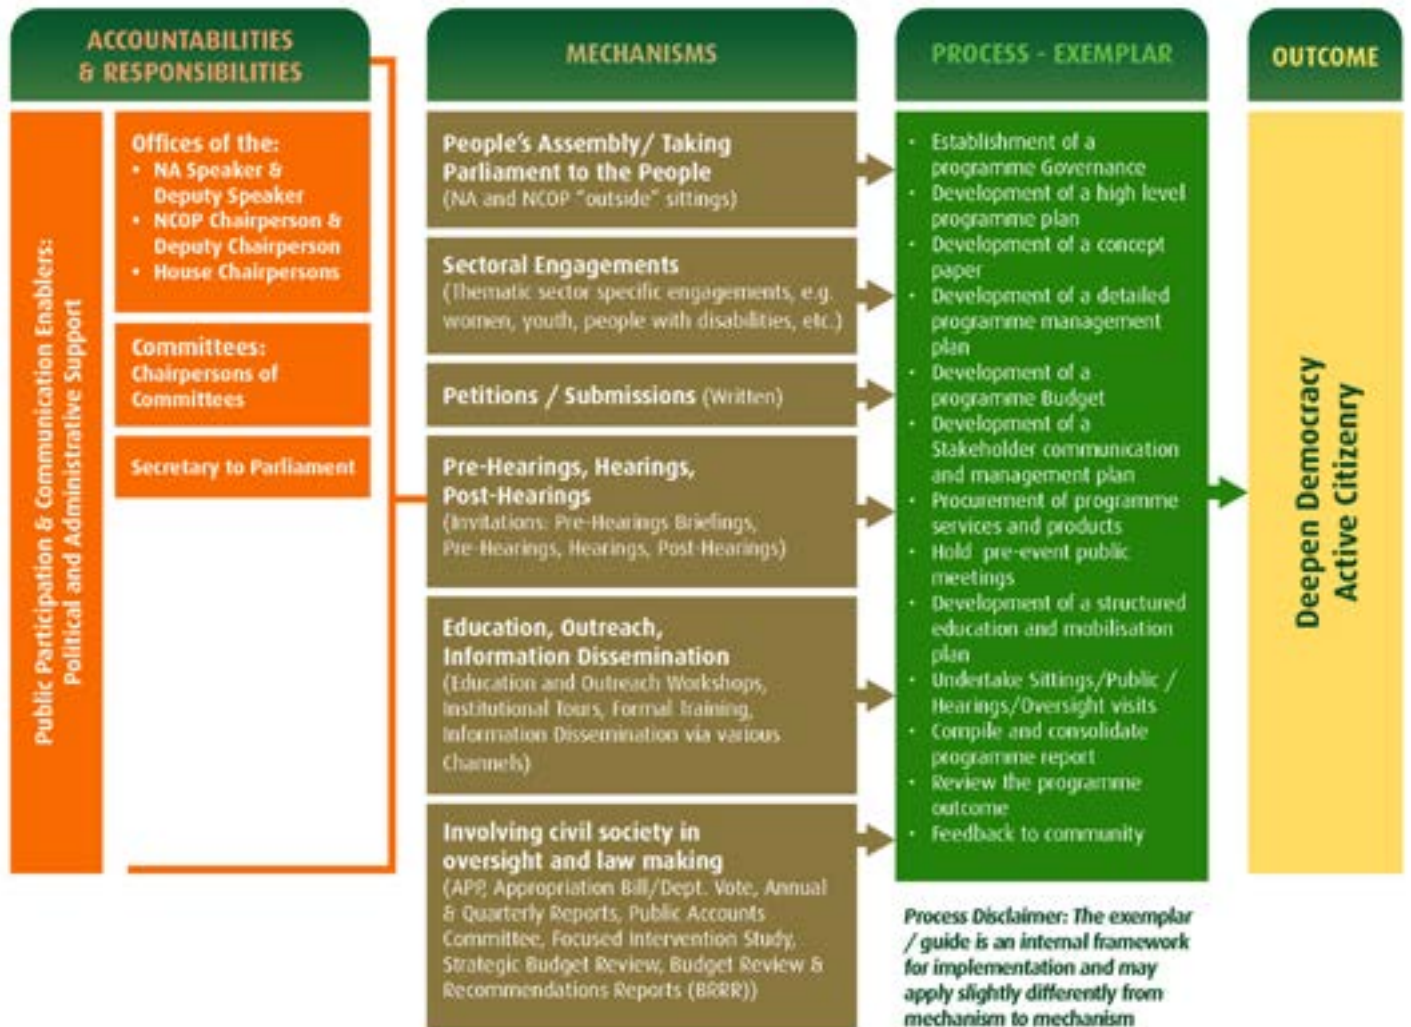 ACCOUNTABILITIES
& RESPONSIBILITIES
Public Participation & Communication Enablers:
Political and Administrative Support
Offices of the:
• NA Speaker &
Deputy Speaker
• NCOP Chairperson &
Deputy Chairperson
• House Chairpersons
Committees:
Chairpersons of
Committees
Secretary to Parliament
MECHANISMS
People's Assembly/ Taking
Parliament to the People
(NA and NCOP "outside" sittings)
Sectoral Engagements
(Thematic sector specific engagements, e.g.
women, youth, people with disabilities, etc.)
Petitions / Submissions (Written)
Pre-Hearings, Hearings,
Post-Hearings
(Invitations: Pre-Hearings Briefings,
Pre-Hearings, Hearings, Post-Hearings)
Education, Outreach,
Information Dissemination
(Education and Outreach Workshops,
Institutional Tours, Formal Training,
Information Dissemination via various
Channels)
Involving civil society in
oversight and law making
(APP, Appropriation Bill/Dept. Vote, Annual
& Quarterly Reports, Public Accounts
Committee, Focused Intervention Study,
Strategic Budget Review, Budget Review &
Recommendations Reports (BRRR))
PROCESS - EXEMPLAR
• Establishment of a
programme Governance
• Development of a high level
programme plan
• Development of a concept
paper
• Development of a detailed
programme management
plan
• Development of a
programme Budget
• Development of a
Stakeholder communication
and management plan
• Procurement of programme
services and products
• Hold pre-event public
meetings
• Development of a structured
education and mobilisation
plan
• Undertake Sittings/Public /
Hearings/Oversight visits
• Compile and consolidate
programme report
• Review the programme
outcome
• Feedback to community
Process Disclaimer: The exemplar
/ guide is an internal framework
for implementation and may
apply slightly differently from
mechanism to mechanism
OUTCOME
Deepen Democracy
Active Citizenry